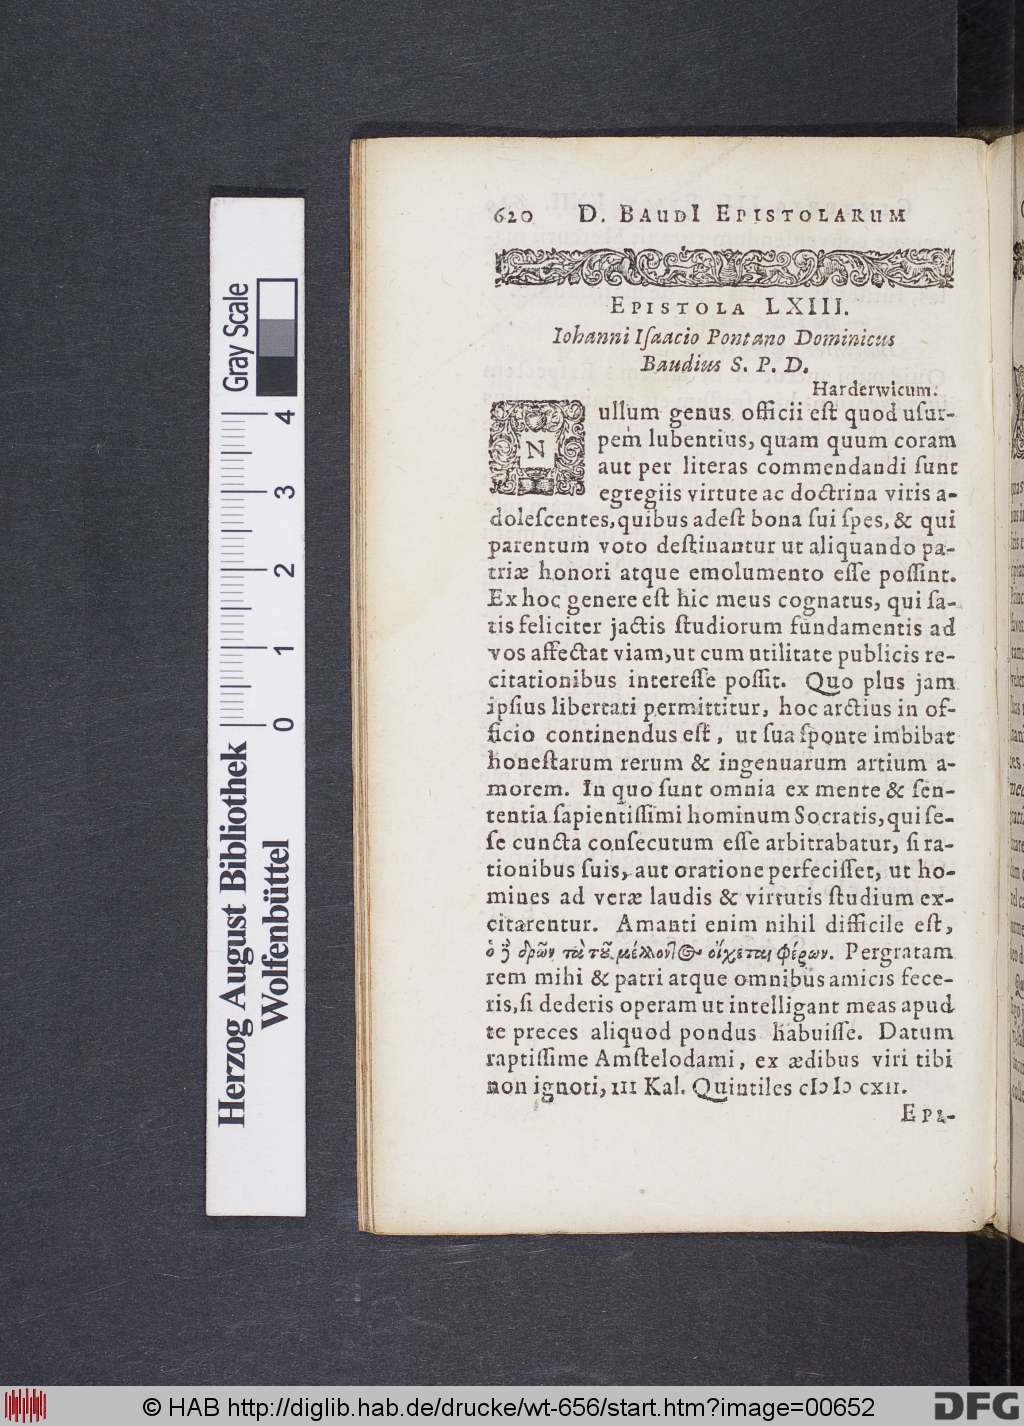 620 D. BAUDI EPISTOLARUM
EPISTOLA LXIII.
Iohanni Iſaacio Pontano Dominicus
Baudius S. P. D.
Harderwicum.
Nullum genus officii eſt quod uſur-
pem lubentius, quam quum coram
aut per literas commendandi ſunt
egregiis virtute ac doctrina viris a-
doleſcentes, quibus adeſt bona ſui ſpes, & qui
parentum voto deſtinantur ut aliquando pa-
triæ honori atque emolumento eſſe poſſint.
Ex hoc genere eſt hic meus cognatus, qui ſa-
tis feliciter jactis ſtudiorum fundamentis ad
vos affectat viam, ut cum utilitate publicis re-
citationibus intereſſe poſſit. Quo plus jam
ipſius libertati permittitur, hoc arctius in of-
ficio continendus eſt, ut ſua ſponte imbibat
honeſtarum rerum & ingenuarum artium a-
morem. In quo ſunt omnia ex mente & ſen-
tentia ſapientiſſimi hominum Socratis, qui ſe-
ſe cuncta conſecutum eſſe arbitrabatur, ſi ra-
tionibus ſuis, aut oratione perfeciſſet, ut ho-
mines ad veræ laudis & virtutis ſtudium ex-
citarentur. Amanti enim nihil difficile eſt,
ὁ ὁρῶν τὰ τοῦ μέλλοντος οἴχεται φέρων. Pergratam
rem mihi & patri atque omnibus amicis fece-
ris, ſi dederis operam ut intelligant meas apud
te preces aliquod pondus habuiſſe. Datum
raptiſſime Amſtelodami, ex ædibus viri tibi
non ignoti, III Kal. Quintiles cIↃ IↃ cXII.
EPI-
Gray Scale
4
3
2
1
0
Herzog August Bibliothek
Wolfenbüttel
© HAB http://diglib.hab.de/drucke/wt-656/start.htm?image=00652
DFG